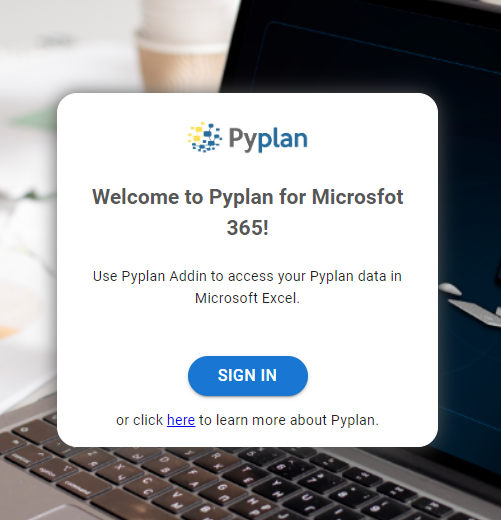 Pyplan
Welcome to Pyplan for Microsfot
365!
Use Pyplan Addin to access your Pyplan data in
Microsoft Excel.
SIGN IN
or click here to learn more about Pyplan.